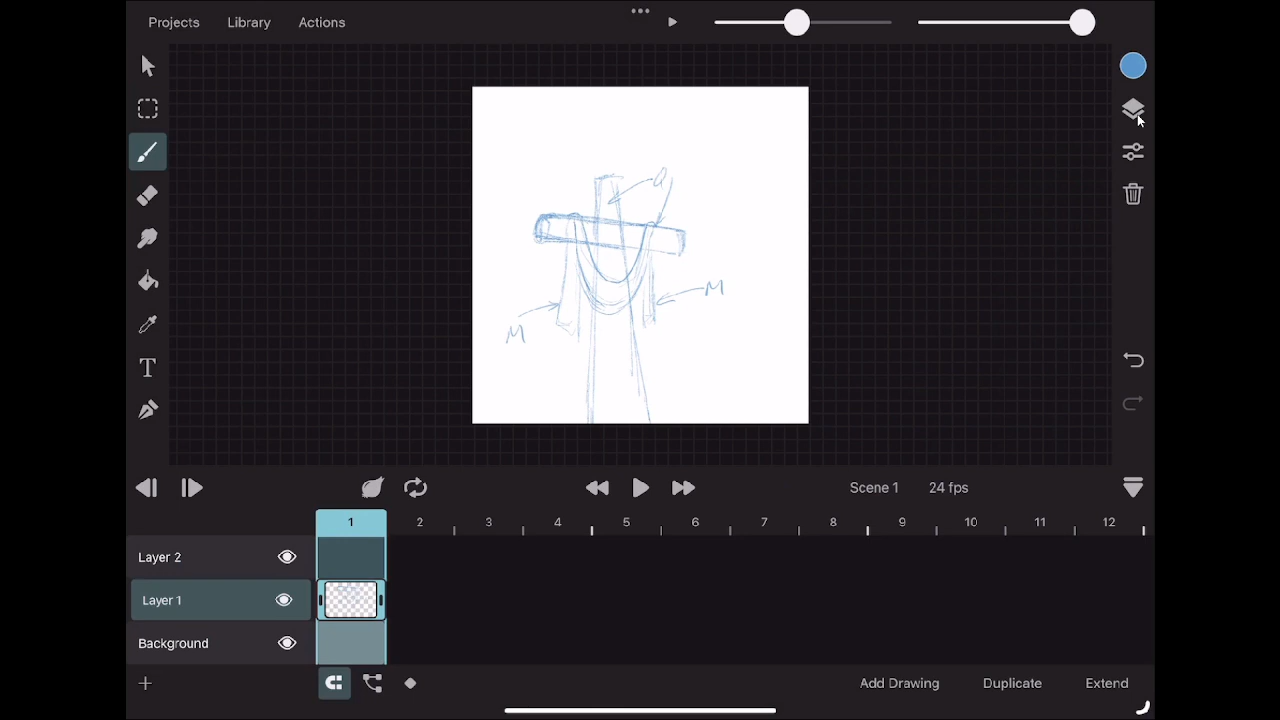 Projects Library Actions
T
M
M
Scene 1 24 fps
1 2 3 4 5 6 7 8 9 10 11 12
Layer 2
Layer 1
Background
Add Drawing Duplicate Extend